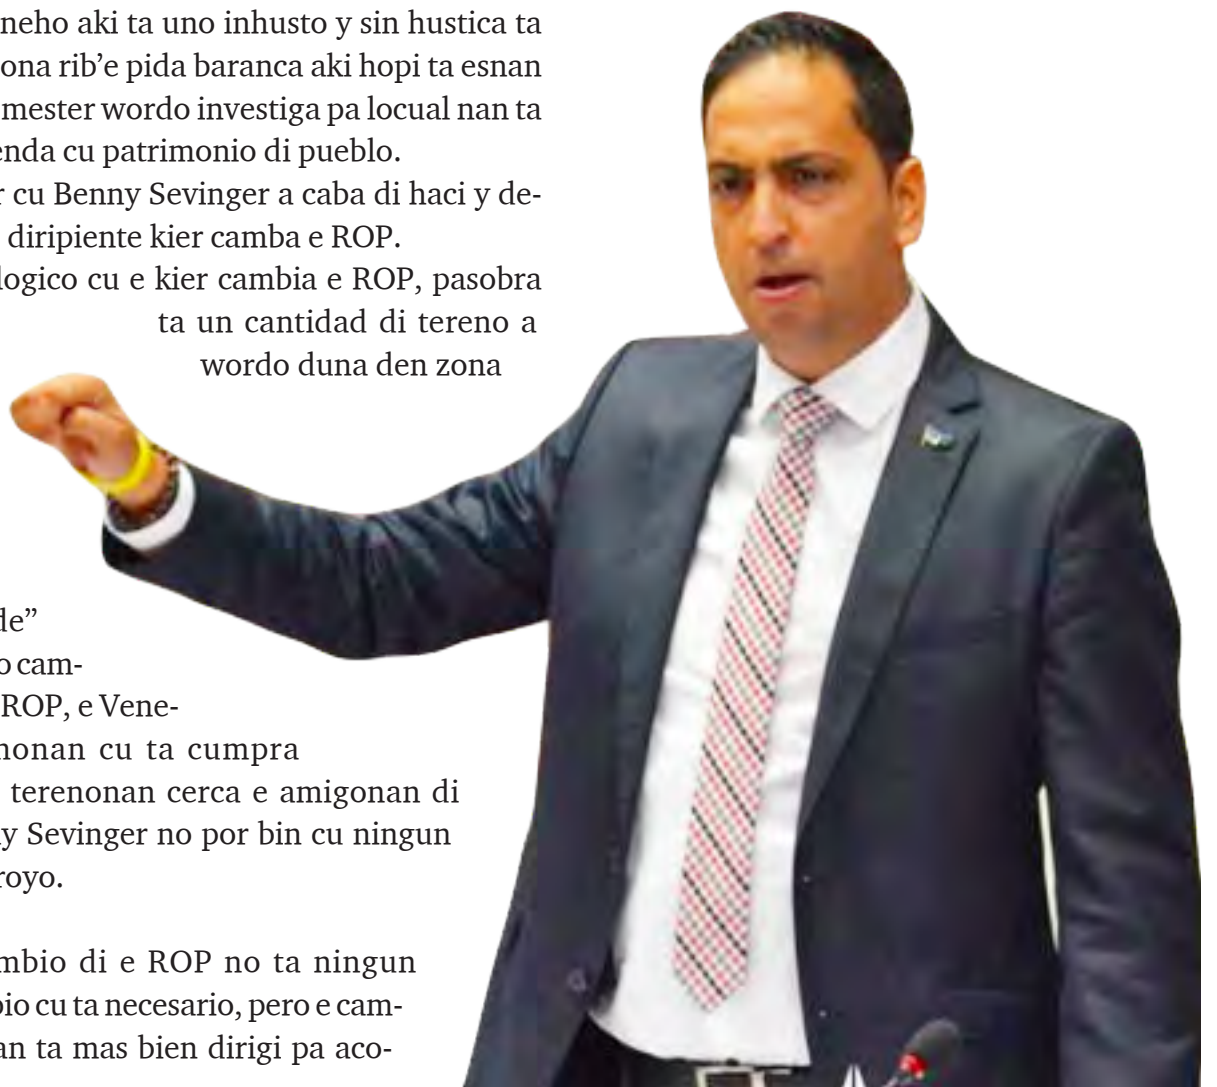 neho aki ta uno inhusto y sin hustica ta
ona rib’e pida baranca aki hopi ta esnan
mester wordo investiga pa locual nan ta
enda cu patrimonio di pueblo.
r cu Benny Sevinger a caba di haci y de-
diripiente kier camba e ROP.
logico cu e kier cambia e ROP, pasobra
ta un cantidad di tereno a
wordo duna den zona
de”
o cam-
ROP, e Vene-
nonan cu ta cumpra
terenonan cerca e amigonan di
y Sevinger no por bin cu ningun
royo.
mbio di e ROP no ta ningun
bio cu ta necesario, pero e cam-
an ta mas bien dirigi pa aco-